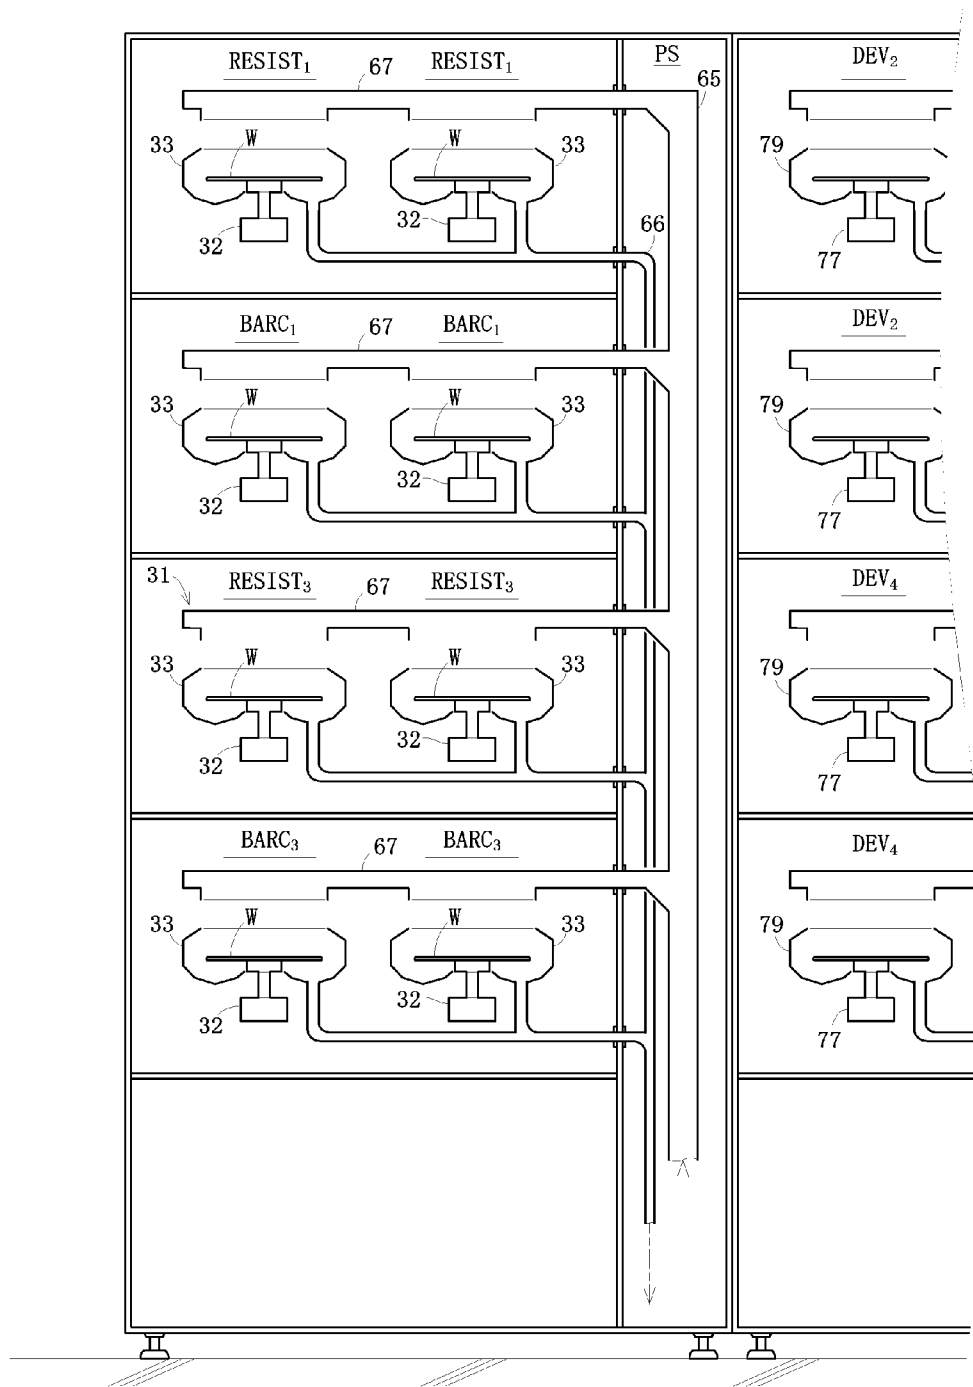 RESIST₁ 67 RESIST₁ PS 65 DEV₂
33 W W 33 79
32 32 66 77
BARC₁ 67 BARC₁ DEV₂
33 W W 33 79
32 32 77
31 RESIST₃ 67 RESIST₃ DEV₄
33 W W 33 79
32 32 77
BARC₃ 67 BARC₃ DEV₄
33 W W 33 79
32 32 77